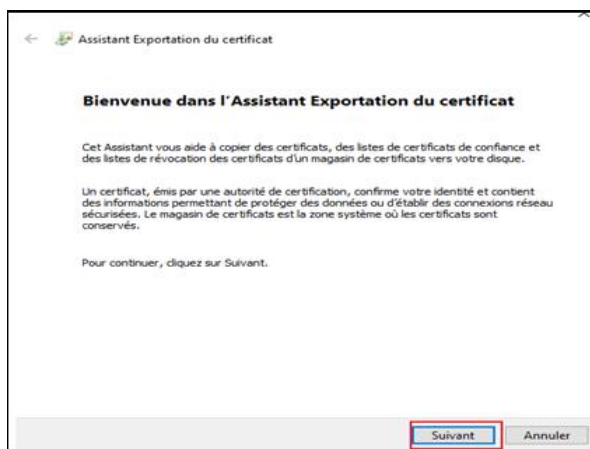 Assistant Exportation du certificat
Bienvenue dans l'Assistant Exportation du certificat
Cet Assistant vous aide à copier des certificats, des listes de certificats de confiance et
des listes de révocation des certificats d'un magasin de certificats vers votre disque.
Un certificat, émis par une autorité de certification, confirme votre identité et contient
des informations permettant de protéger des données ou d'établir des connexions réseau
sécurisées. Le magasin de certificats est la zone système où les certificats sont
conservés.
Pour continuer, cliquez sur Suivant.
Suivant
Annuler